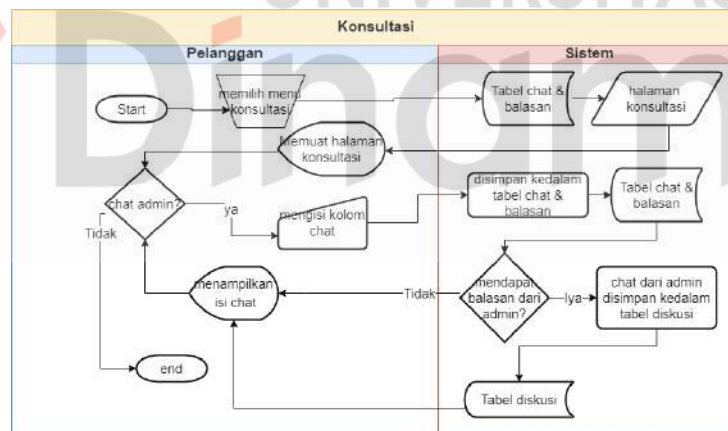 UNIVERSITAS
Dinam
Konsultasi
Pelanggan
Sistem
Start
memilih menu
konsultasi
Tabel chat &
balasan
halaman
konsultasi
Memuat halaman
konsultasi
chat admin?
ya
Tidak
mengisi kolom
chat
disimpan kedalam
tabel chat &
balasan
Tabel chat &
balasan
mendapat
balasan dari
admin?
Tidak
Iya
chat dari admin
disimpan kedalam
tabel diskusi
menampilkan
isi chat
end
Tabel diskusi